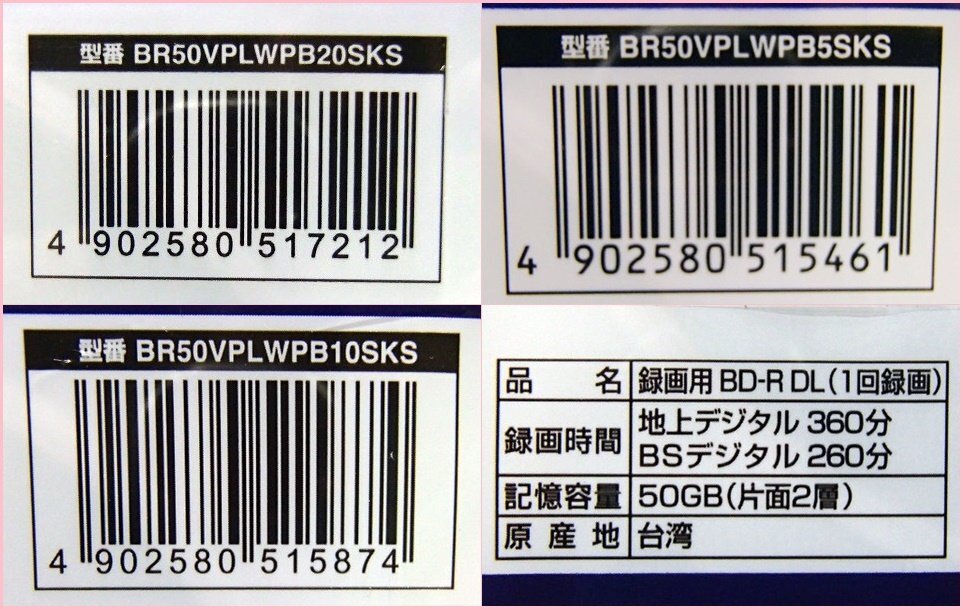 型番 BR50VPLWPB20SKS
4 902580 517212
型番 BR50VPLWPB5SKS
4 902580 515461
型番 BR50VPLWPB10SKS
4 902580 515874
品名 録画用 BD-R DL(1回録画)
録画時間 地上デジタル 360分
BSデジタル 260分
記憶容量 50GB(片面2層)
原産地 台湾